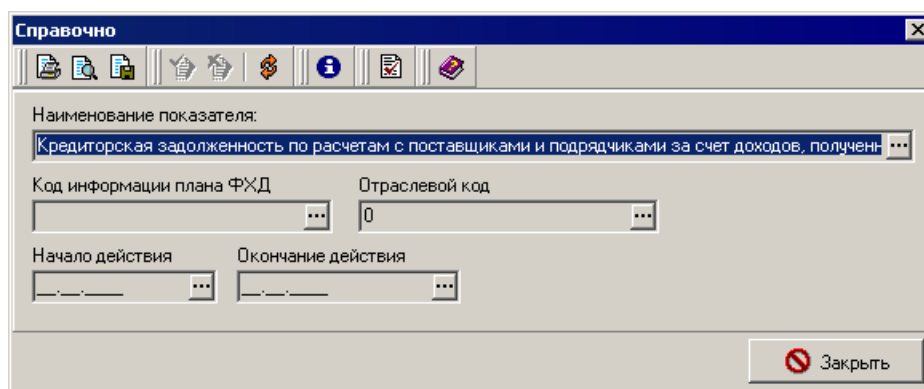 Справочно
Наименование показателя:
Кредиторская задолженность по расчетам с поставщиками и подрядчиками за счет доходов, полученн
Код информации плана ФХД
Отраслевой код
0
Начало действия
Окончание действия
__.__.____
__.__.____
Закрыть